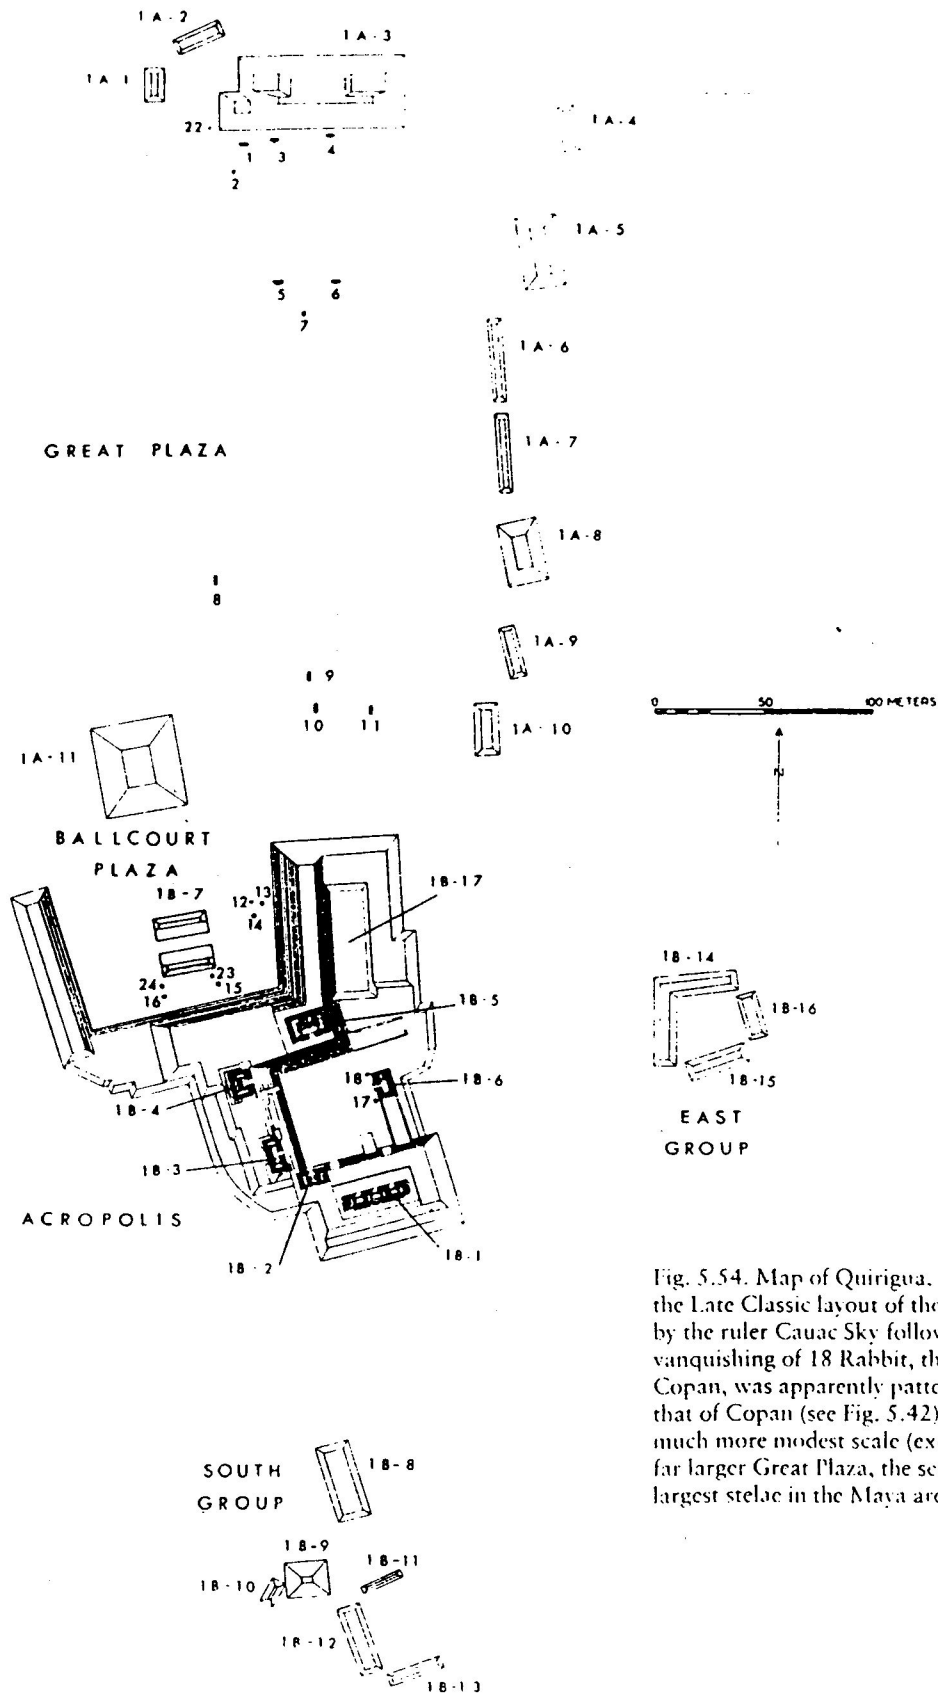 1A-2
1A-3
1A-1
22
1A-4
1
3
4
2
1A-5
5
6
7
1A-6
GREAT PLAZA
1A-7
1A-8
8
1A-9
9
0 50 100 METERS
10
11
1A-10
N
1A-11
BALLCOURT
PLAZA
1B-7
13
12
14
1B-17
24
23
16
15
1B-14
1B-5
1B-16
18
1B-6
1B-4
17
1B-15
EAST
GROUP
1B-3
ACROPOLIS
1B-2
1B-1
Fig. 5.54. Map of Quirigua.
the Late Classic layout of the
by the ruler Cauac Sky follow
vanquishing of 18 Rabbit, th
Copan, was apparently patte
that of Copan (see Fig. 5.42)
much more modest scale (ex
far larger Great Plaza, the se
largest stelae in the Maya are
SOUTH
GROUP
1B-8
1B-9
1B-11
1B-10
1B-12
1B-13